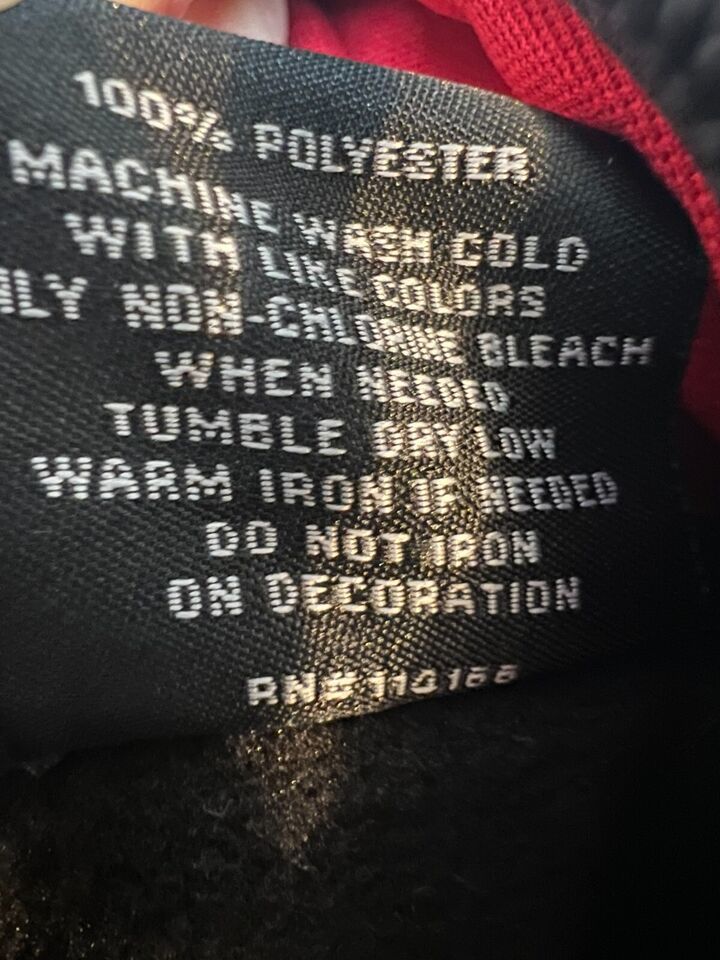 100% POLYESTER
MACHINE WASH COLD
WITH LIKE COLORS
NLY NON-CHLORINE BLEACH
WHEN NEEDED
TUMBLE DRY LOW
WARM IRON IF NEEDED
DO NOT IRON
ON DECORATION
RN#